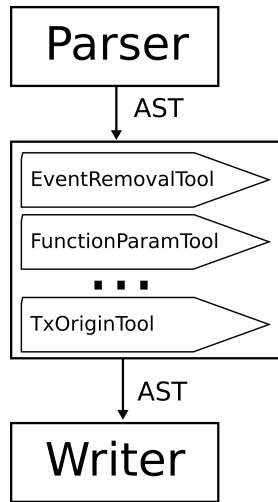 Parser
AST
EventRemovalTool
FunctionParamTool
...
TxOriginTool
AST
Writer